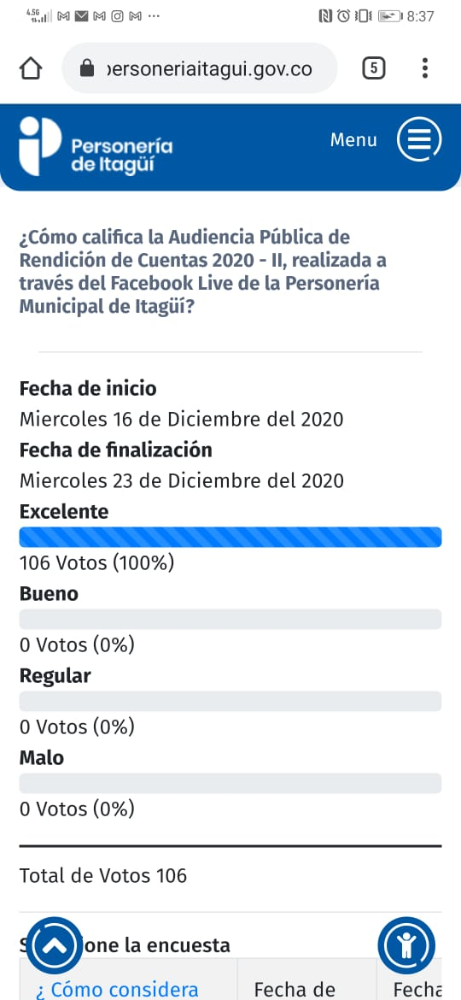 4.5G
8:37
personeriaitagui.gov.co
5
Personería
de Itagüí
Menu
¿Cómo califica la Audiencia Pública de
Rendición de Cuentas 2020 - II, realizada a
través del Facebook Live de la Personería
Municipal de Itagüí?
Fecha de inicio
Miercoles 16 de Diciembre del 2020
Fecha de finalización
Miercoles 23 de Diciembre del 2020
Excelente
106 Votos (100%)
Bueno
0 Votos (0%)
Regular
0 Votos (0%)
Malo
0 Votos (0%)
Total de Votos 106
one la encuesta
¿ Cómo considera
Fecha de
Fecha